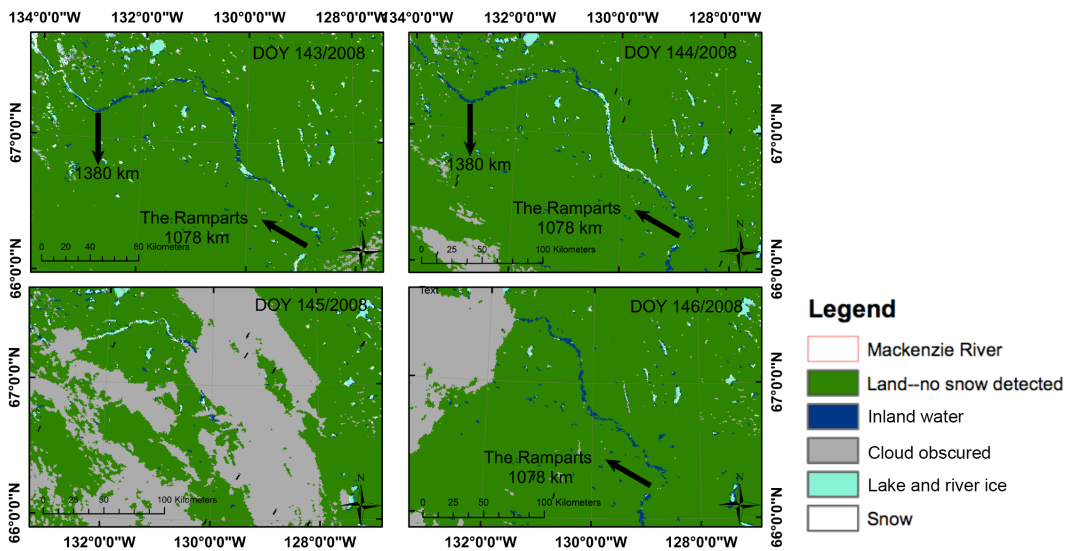 134°0'0"W 132°0'0"W 130°0'0"W 128°0'0"W 134°0'0"W 132°0'0"W 130°0'0"W 128°0'0"W
DOY 143/2008
67°0'0"N
1380 km
The Ramparts
1078 km
N
0 20 40 80 Kilometers
66°0'0"N
DOY 144/2008
67°0'0"N
1380 km
The Ramparts
1078 km
N
0 25 50 100 Kilometers
66°0'0"N
DOY 145/2008
67°0'0"N
N
0 25 50 100 Kilometers
66°0'0"N
Text
DOY 146/2008
67°0'0"N
The Ramparts
1078 km
N
0 25 50 100 Kilometers
66°0'0"N
132°0'0"W 130°0'0"W 128°0'0"W 132°0'0"W 130°0'0"W 128°0'0"W
Legend
Mackenzie River
Land--no snow detected
Inland water
Cloud obscured
Lake and river ice
Snow